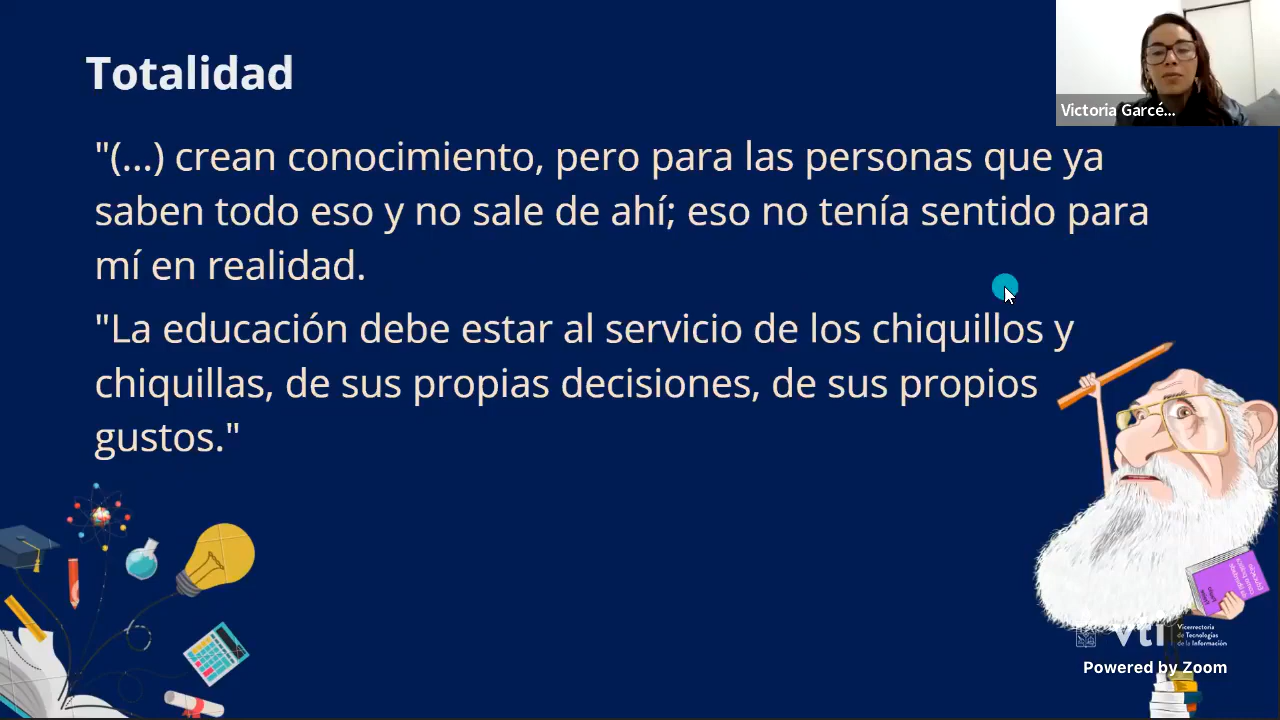 Totalidad
Victoria Garcé...
"(...) crean conocimiento, pero para las personas que ya
saben todo eso y no sale de ahí; eso no tenía sentido para
mí en realidad.
"La educación debe estar al servicio de los chiquillos y
chiquillas, de sus propias decisiones, de sus propios
gustos."
vti
Vicerrectoría
de Tecnologías
de la Información
Powered by Zoom